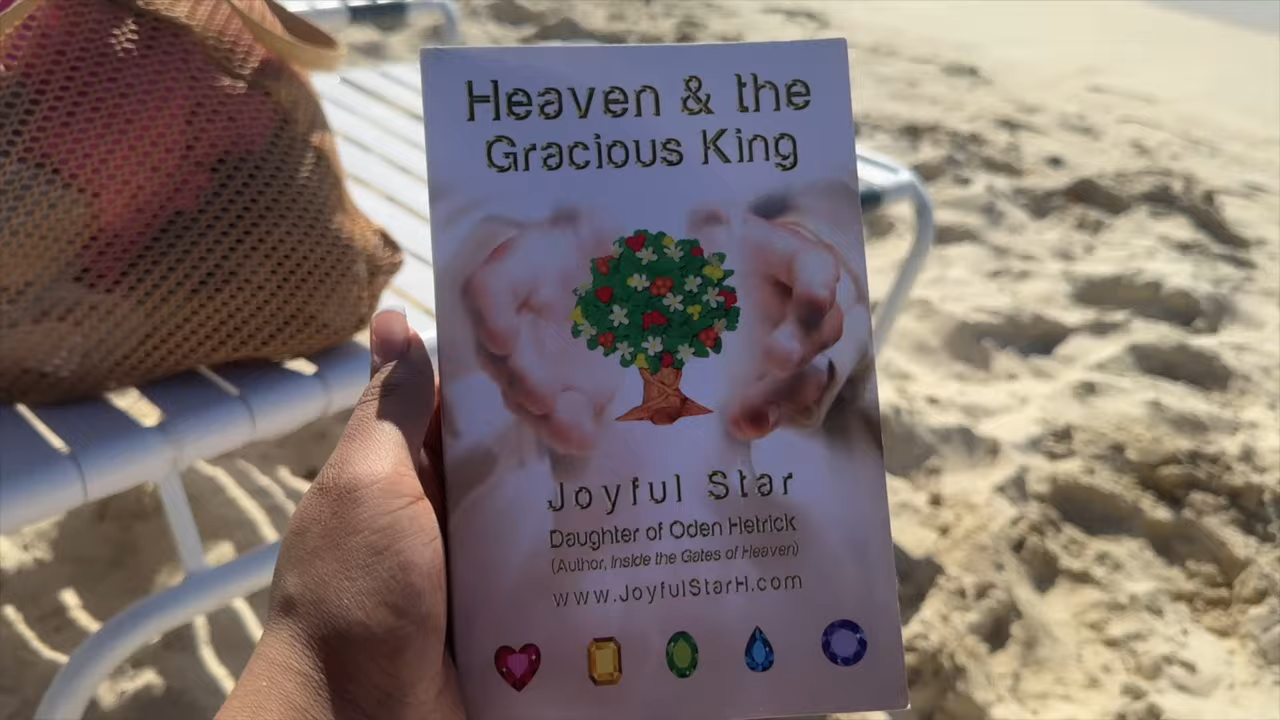 Heaven & the
Gracious King
Joyful Star
Daughter of Oden Hetrick
(Author, Inside the Gates of Heaven)
www.JoyfulStarH.com